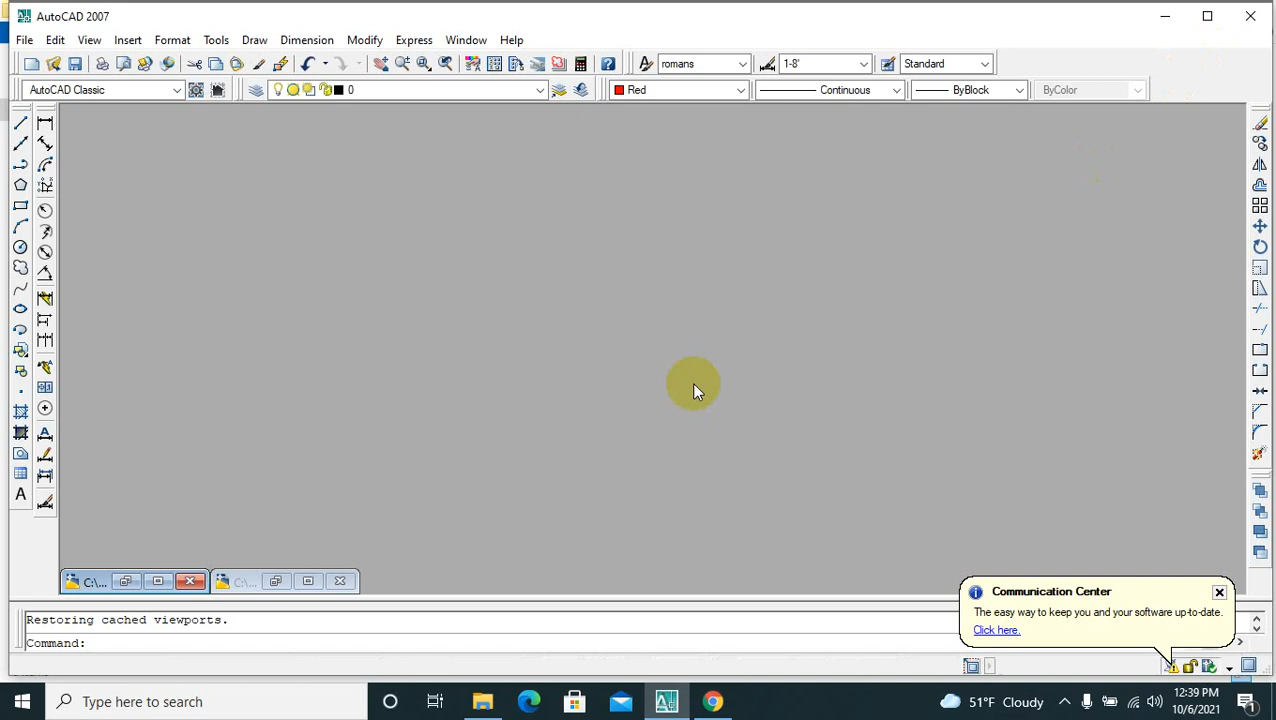 AutoCAD 2007
File Edit View Insert Format Tools Draw Dimension Modify Express Window Help
romans 1-8' Standard
AutoCAD Classic 0 Red Continuous ByBlock ByColor
C:\... C:\...
Communication Center
The easy way to keep you and your software up-to-date.
Click here.
Restoring cached viewports.
Command:
Type here to search
51°F Cloudy
12:39 PM
10/6/2021
1